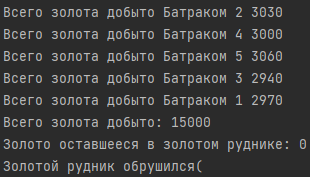 Всего золота добыто Батраком 2 3030
Всего золота добыто Батраком 4 3000
Всего золота добыто Батраком 5 3060
Всего золота добыто Батраком 3 2940
Всего золота добыто Батраком 1 2970
Всего золота добыто: 15000
Золото оставшееся в золотом руднике: 0
Золотой рудник обрушился(